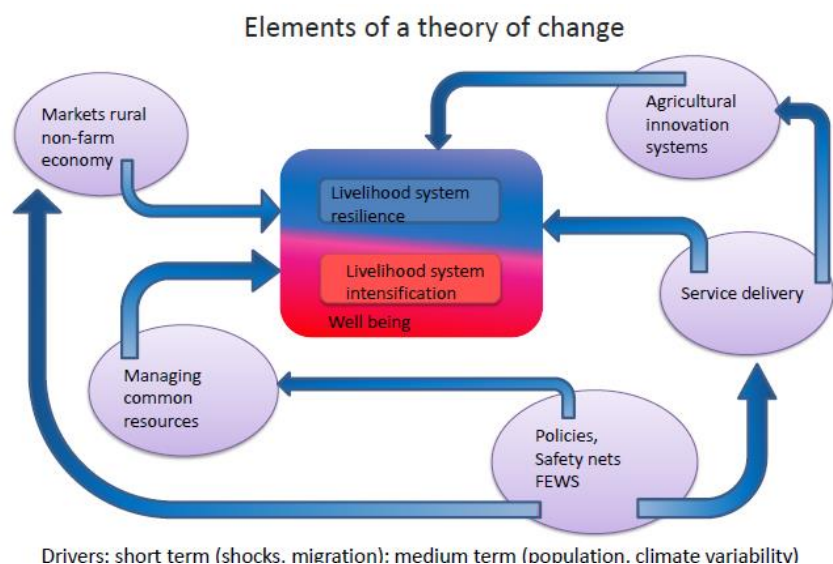 Elements of a theory of change
Markets rural
non-farm
economy
Agricultural
innovation
systems
Livelihood system
resilience
Livelihood system
intensification
Well being
Service delivery
Managing
common
resources
Policies,
Safety nets
FEWS
Drivers: short term (shocks, migration); medium term (population, climate variability)